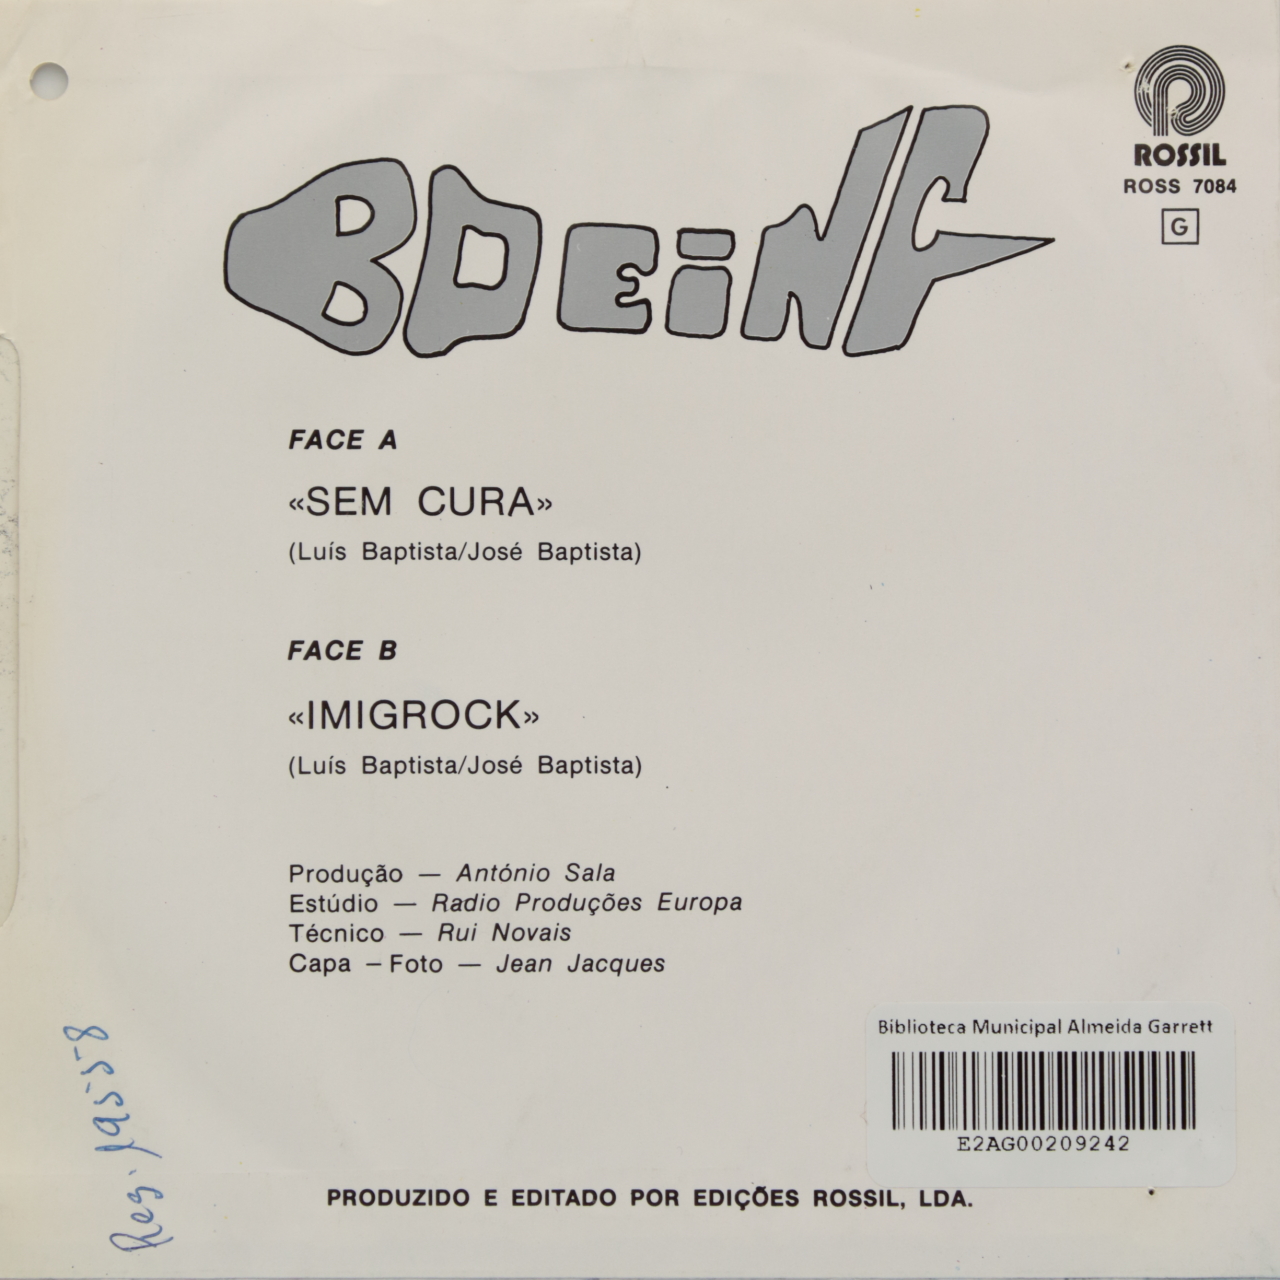 BOEING
ROSSIL
ROSS 7084
G
FACE A
«SEM CURA»
(Luís Baptista/José Baptista)
FACE B
«IMIGROCK»
(Luís Baptista/José Baptista)
Produção — António Sala
Estúdio — Radio Produções Europa
Técnico — Rui Novais
Capa – Foto — Jean Jacques
Biblioteca Municipal Almeida Garrett
E2AG00209242
PRODUZIDO E EDITADO POR EDIÇÕES ROSSIL, LDA.
Reg.